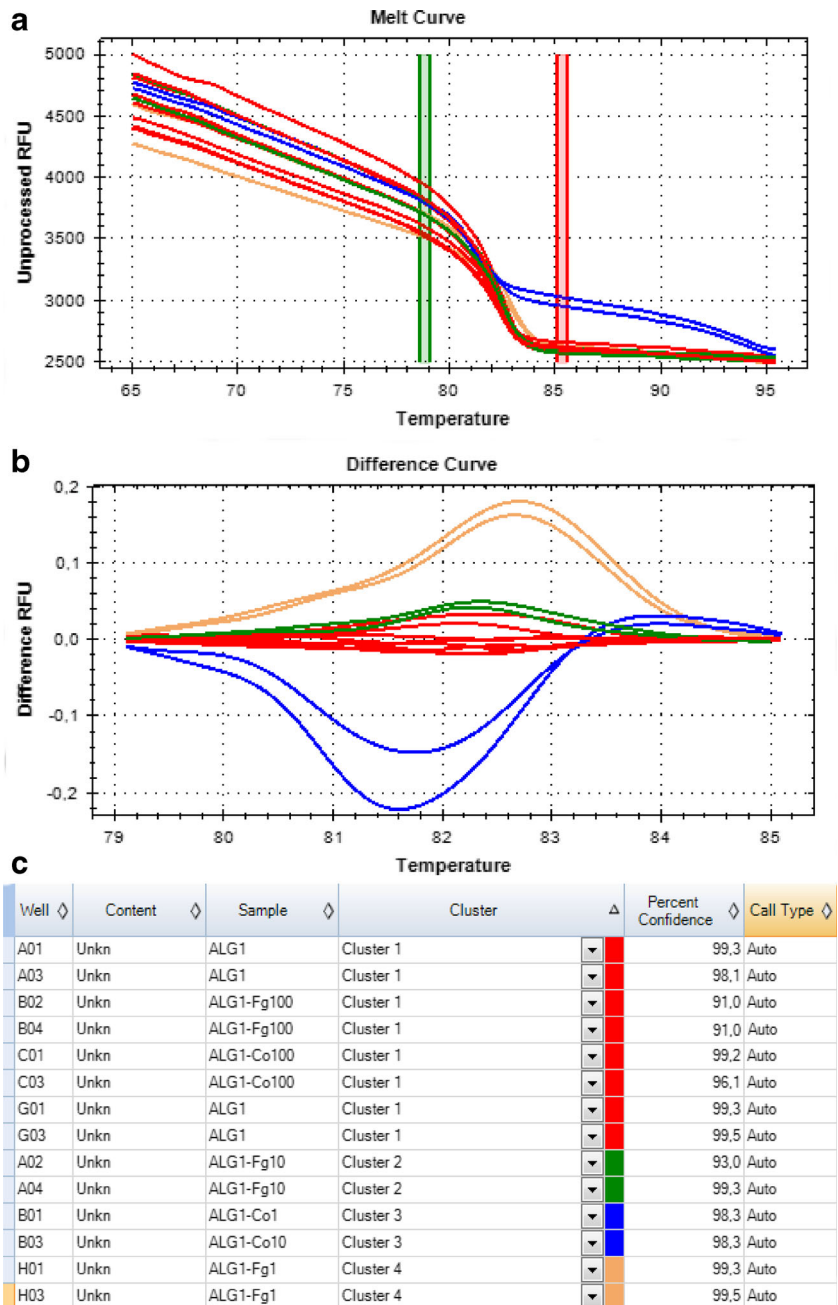 a
Melt Curve
5000
4500
4000
3500
3000
2500
Unprocessed RFU
65 70 75 80 85 90 95
Temperature
b
Difference Curve
0,2
0,1
0,0
-0,1
-0,2
Difference RFU
79 80 81 82 83 84 85
Temperature
c
Well Content Sample Cluster Percent Confidence Call Type
A01 Unkn ALG1 Cluster 1 99,3 Auto
A03 Unkn ALG1 Cluster 1 98,1 Auto
B02 Unkn ALG1-Fg100 Cluster 1 91,0 Auto
B04 Unkn ALG1-Fg100 Cluster 1 91,0 Auto
C01 Unkn ALG1-Co100 Cluster 1 99,2 Auto
C03 Unkn ALG1-Co100 Cluster 1 96,1 Auto
G01 Unkn ALG1 Cluster 1 99,3 Auto
G03 Unkn ALG1 Cluster 1 99,5 Auto
A02 Unkn ALG1-Fg10 Cluster 2 93,0 Auto
A04 Unkn ALG1-Fg10 Cluster 2 99,3 Auto
B01 Unkn ALG1-Co1 Cluster 3 98,3 Auto
B03 Unkn ALG1-Co10 Cluster 3 98,3 Auto
H01 Unkn ALG1-Fg1 Cluster 4 99,3 Auto
H03 Unkn ALG1-Fg1 Cluster 4 99,5 Auto